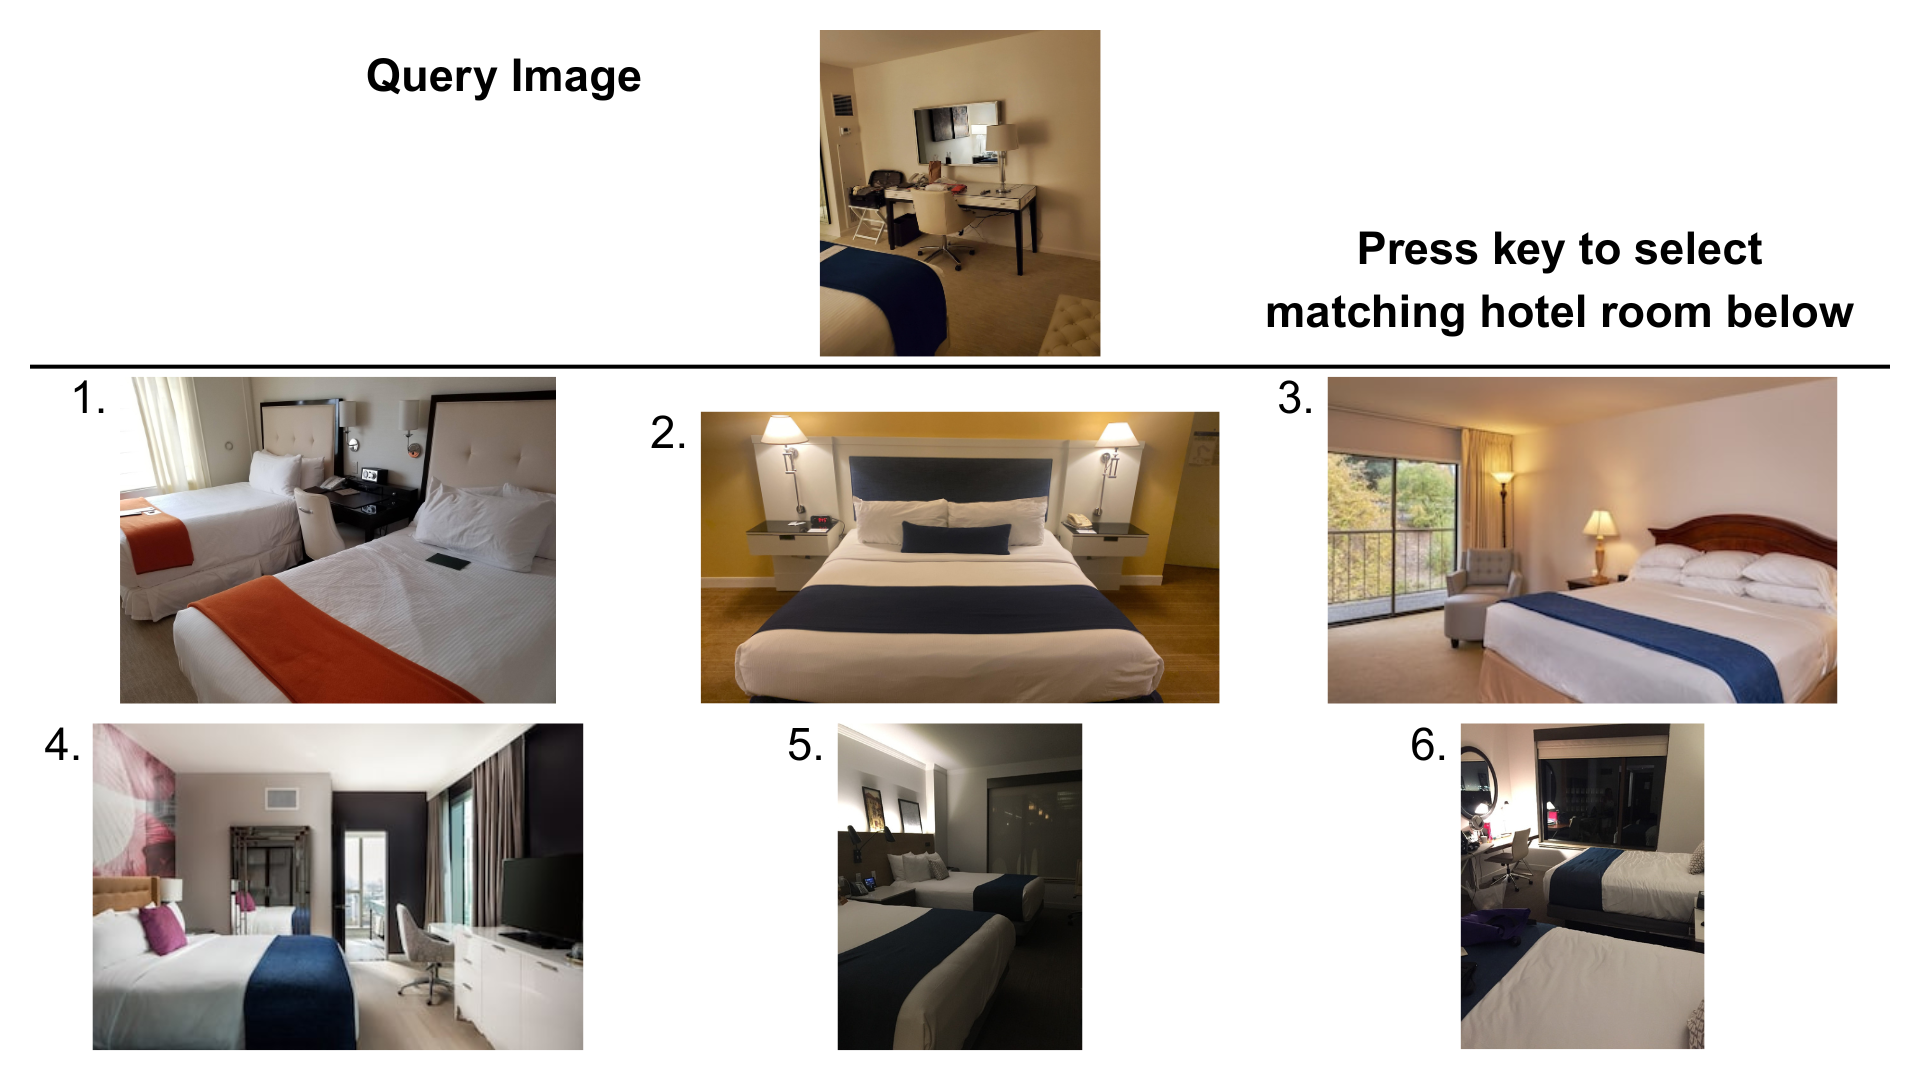 Query Image
Press key to select
matching hotel room below
1.
2.
3.
4.
5.
6.